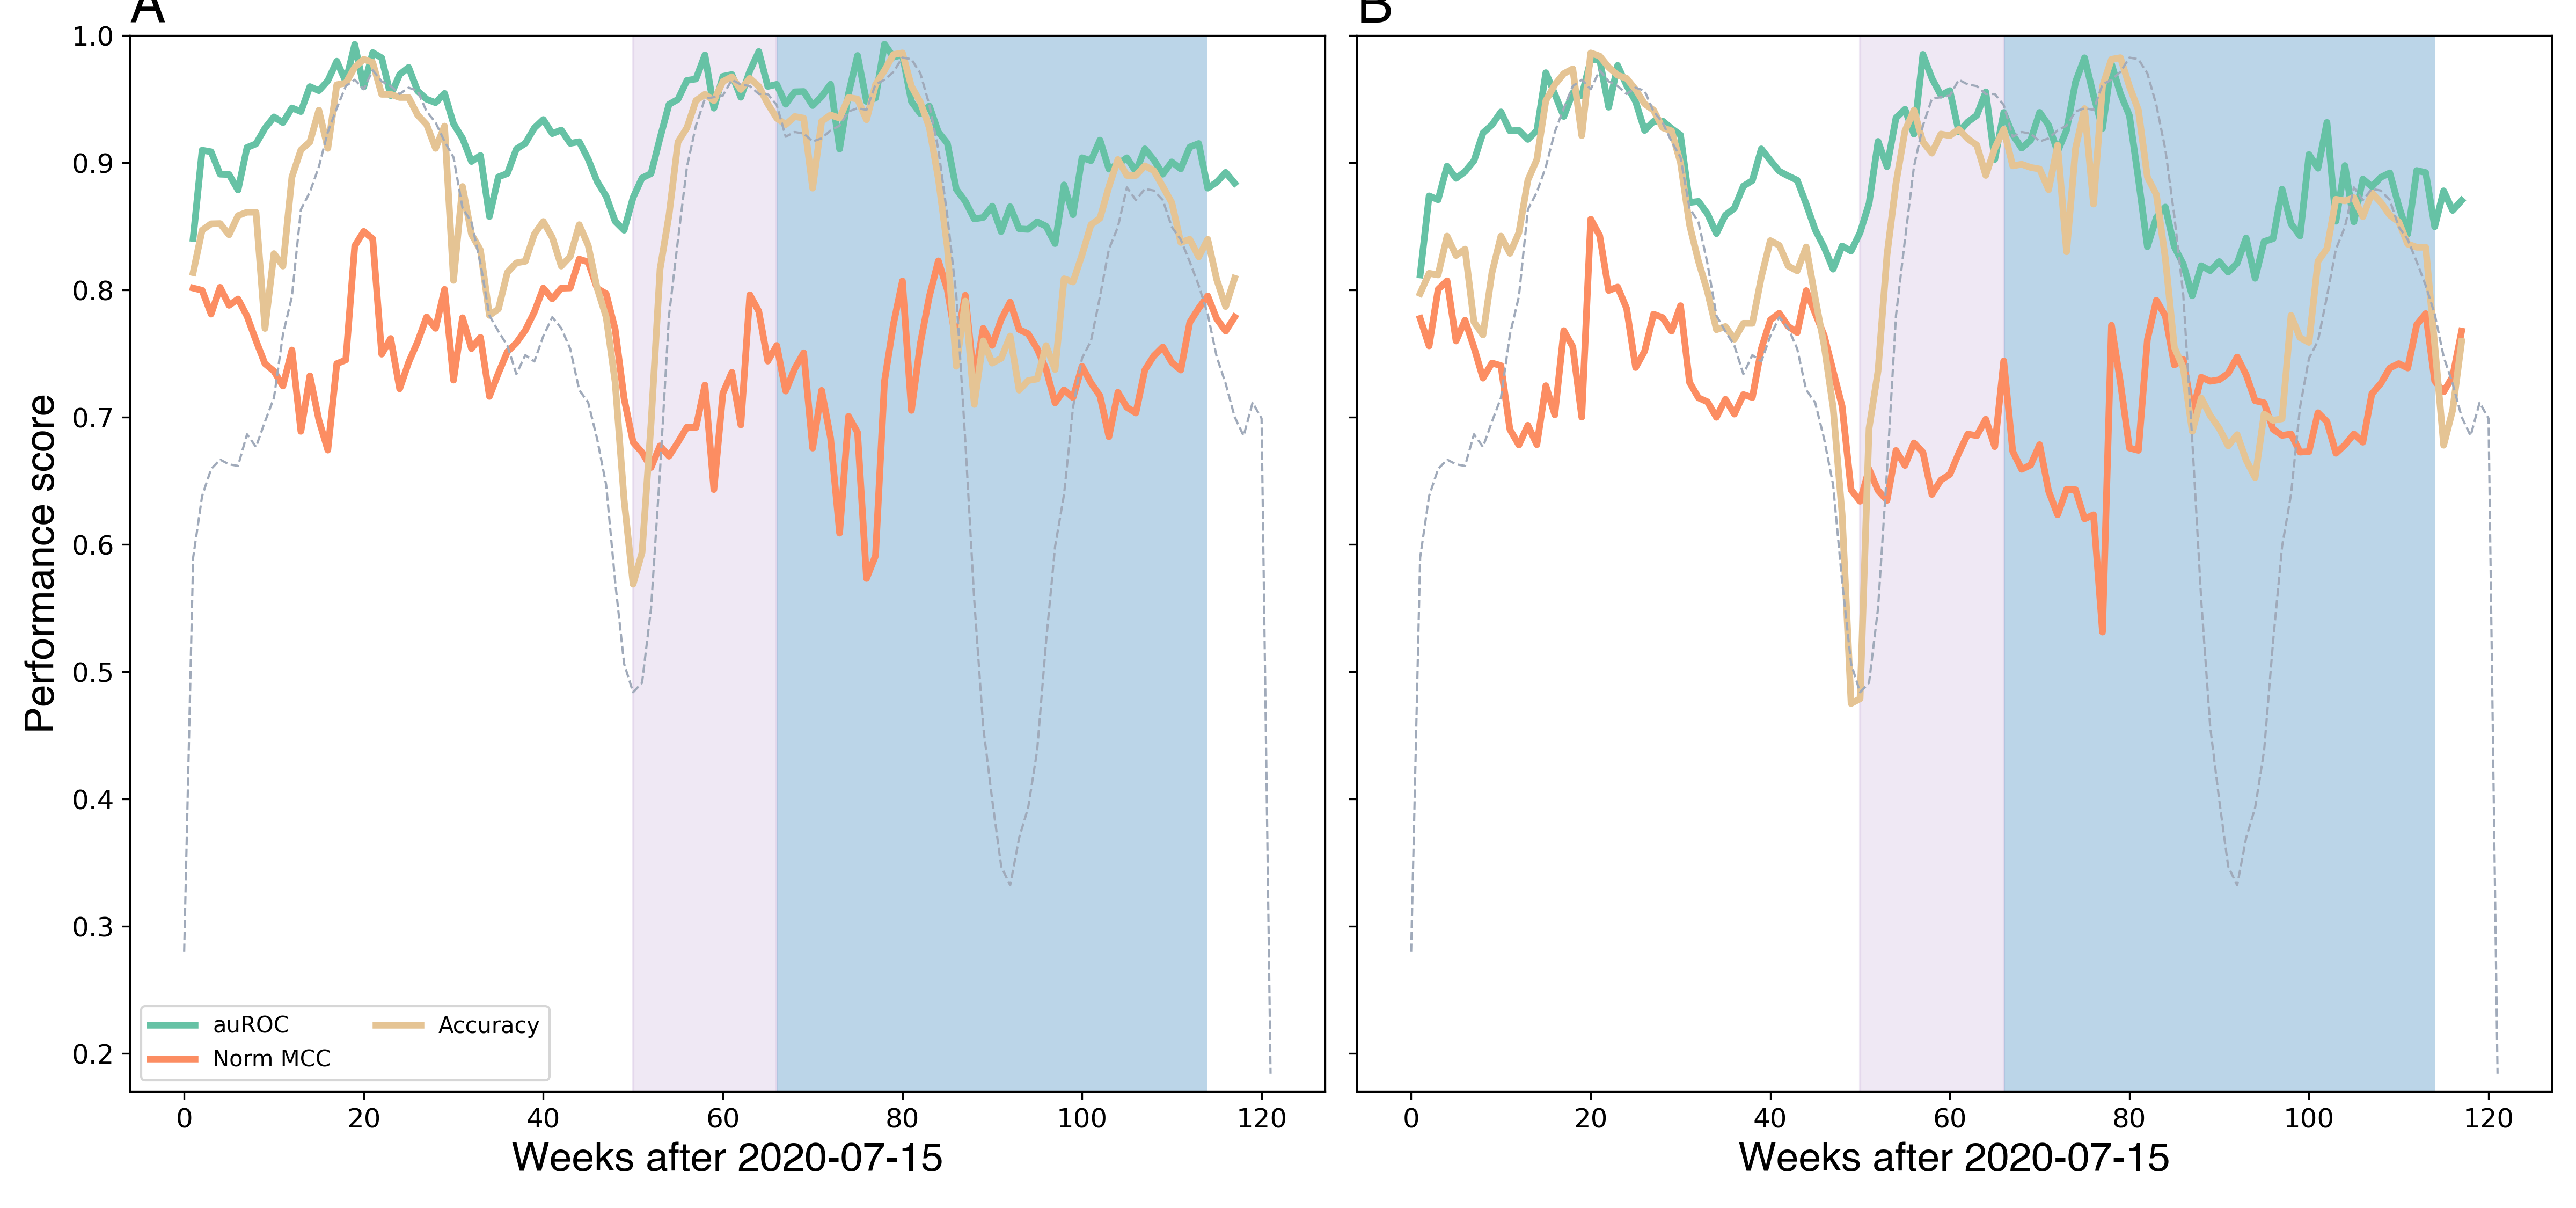 A
B
Performance score
1.0
0.9
0.8
0.7
0.6
0.5
0.4
0.3
0.2
auROC
Accuracy
Norm MCC
0 20 40 60 80 100 120
0 20 40 60 80 100 120
Weeks after 2020-07-15
Weeks after 2020-07-15